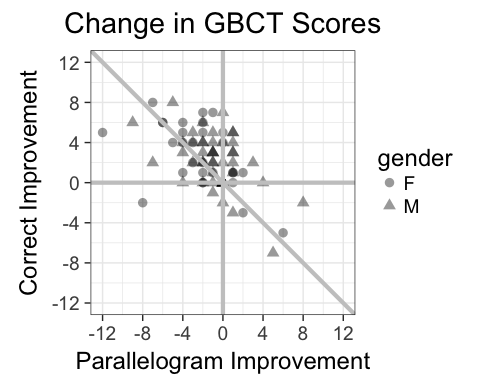 Change in GBCT Scores
Correct Improvement
12
8
4
0
-4
-8
-12
-12 -8 -4 0 4 8 12
Parallelogram Improvement
gender
F
M